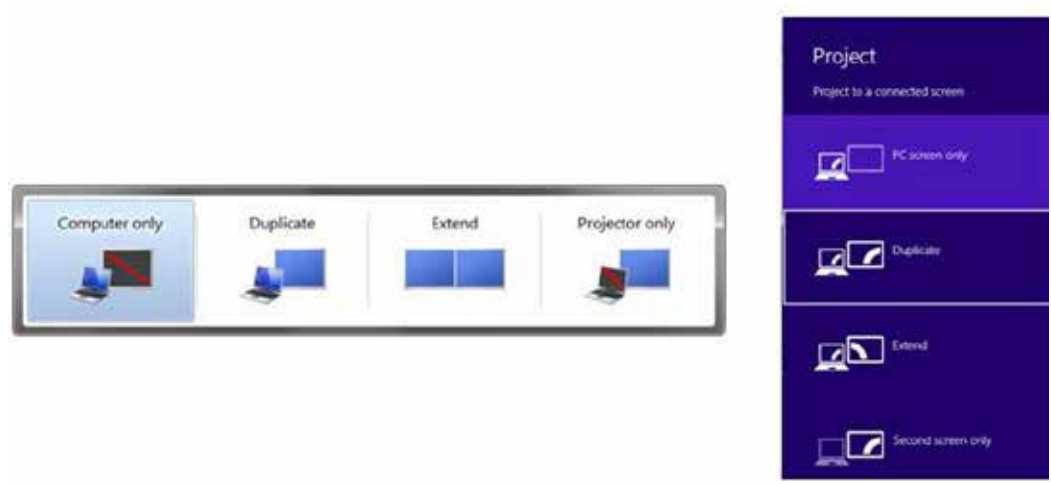 Computer only
Duplicate
Extend
Projector only
Project
Project to a connected screen
PC screen only
Duplicate
Extend
Second screen only